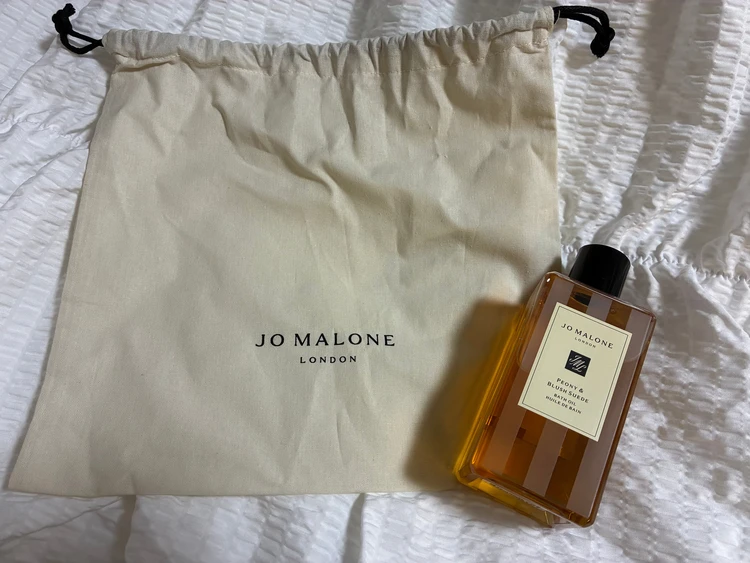 JO MALONE
LONDON
JO MALONE
LONDON
PEONY &
BLUSH SUEDE
BATH OIL
HUILE DE BAIN